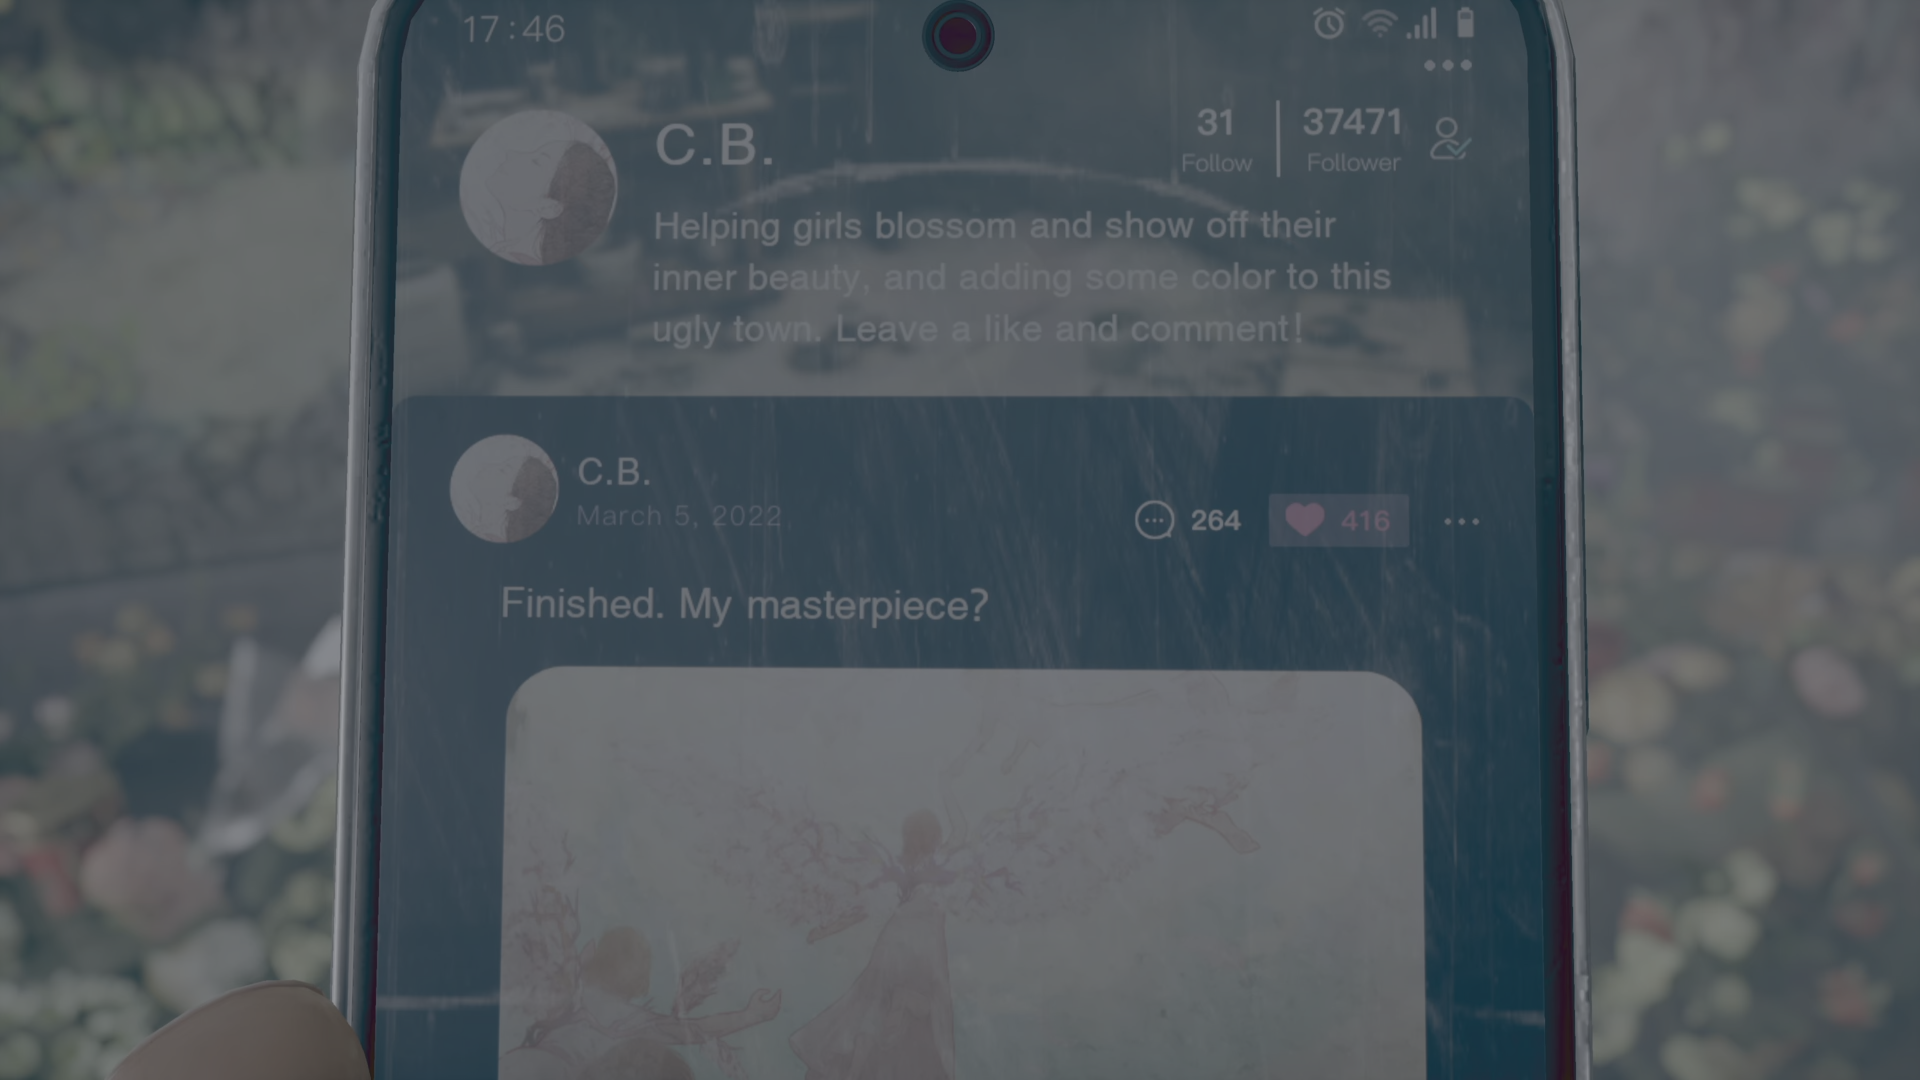 17:46
C.B.
31
Follow
37471
Follower
Helping girls blossom and show off their
inner beauty, and adding some color to this
ugly town. Leave a like and comment!
C.B.
March 5, 2022
264
416
Finished. My masterpiece?